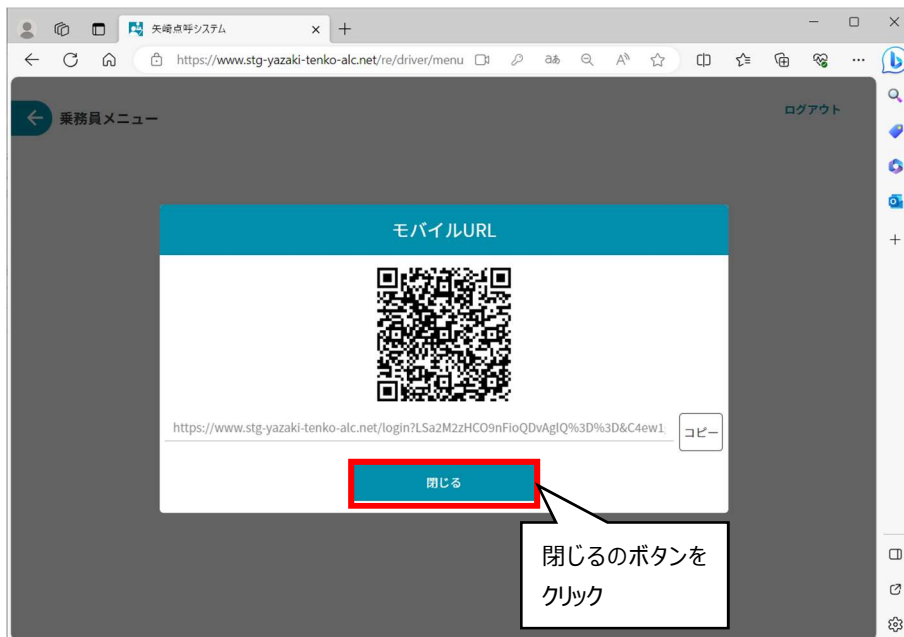 矢崎点呼システム
https://www.stg-yazaki-tenko-alc.net/re/driver/menu
乗務員メニュー
ログアウト
モバイルURL
https://www.stg-yazaki-tenko-alc.net/login?LSa2M2zHCO9nFioQDvAglQ%3D%3D&C4ew1
コピー
閉じる
閉じるのボタンを
クリック